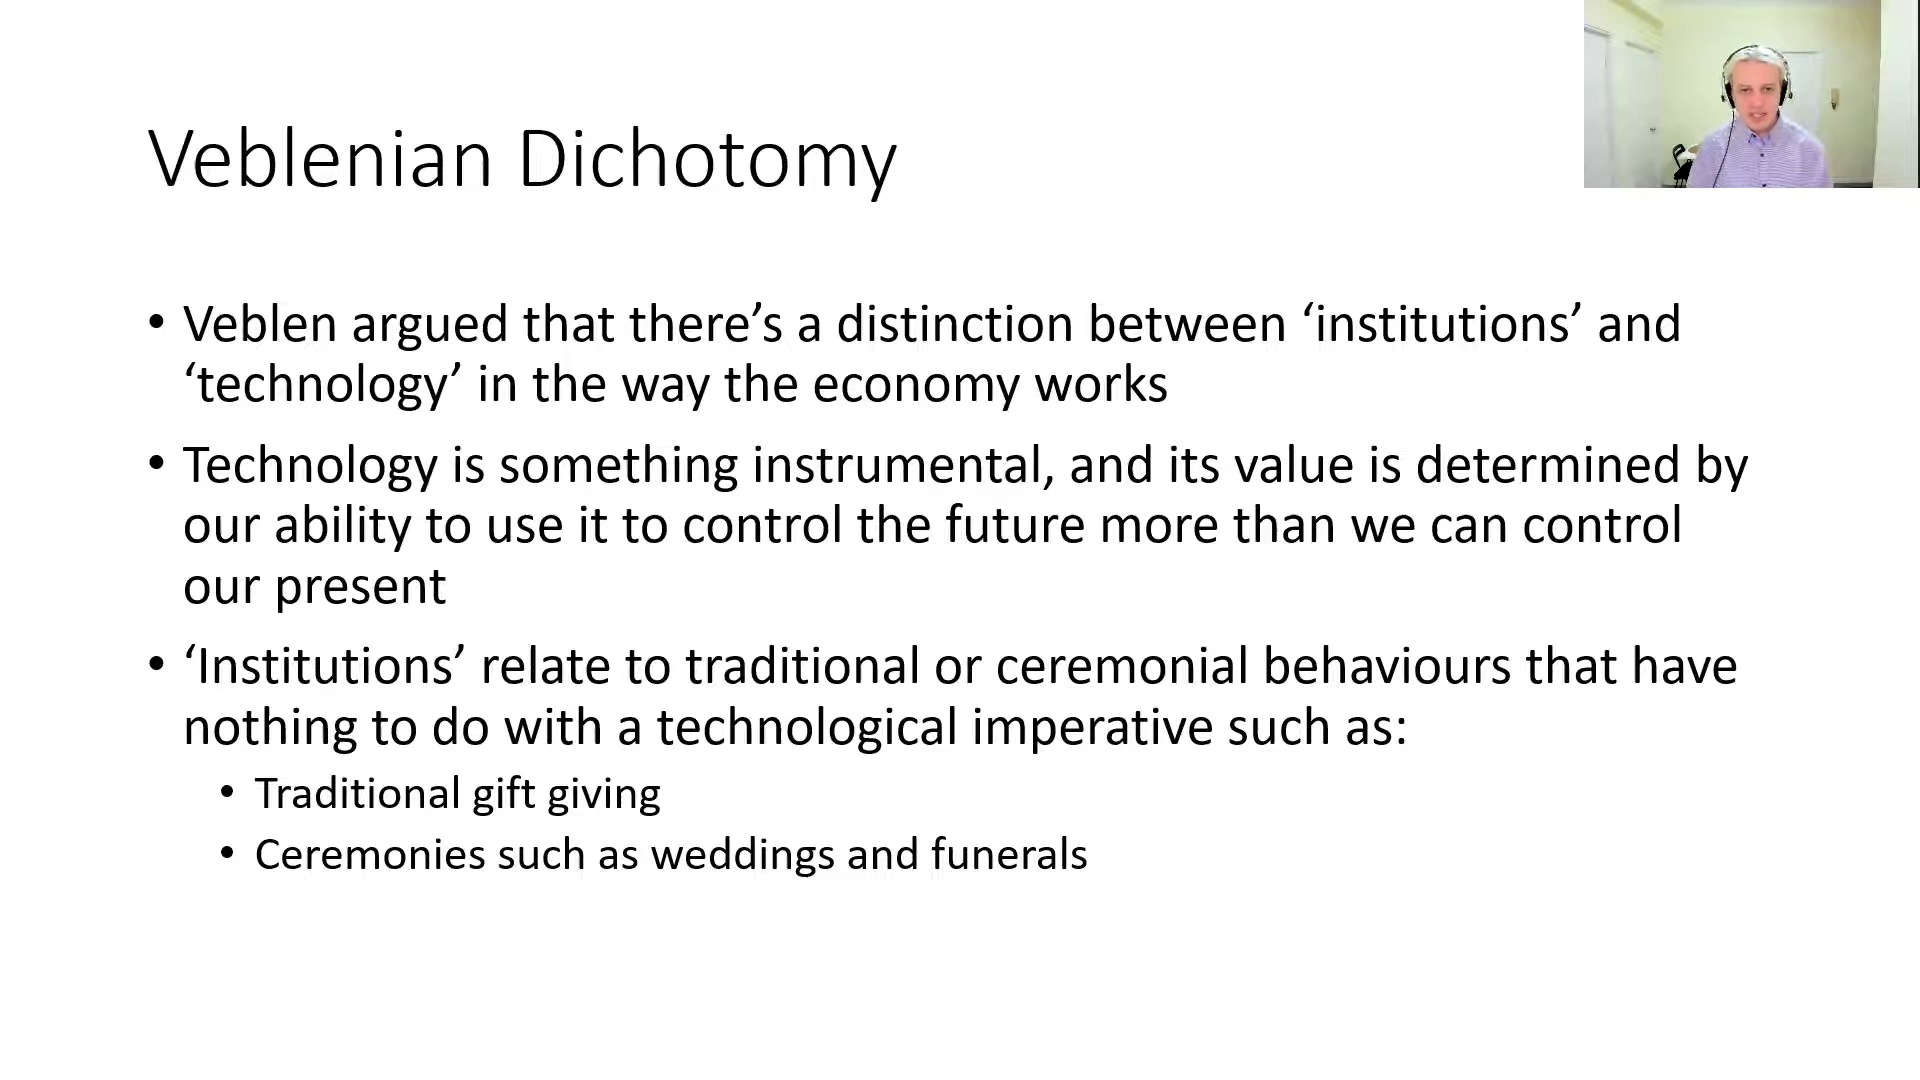 Veblenian Dichotomy
• Veblen argued that there’s a distinction between ‘institutions’ and
‘technology’ in the way the economy works
• Technology is something instrumental, and its value is determined by
our ability to use it to control the future more than we can control
our present
• ‘Institutions’ relate to traditional or ceremonial behaviours that have
nothing to do with a technological imperative such as:
• Traditional gift giving
• Ceremonies such as weddings and funerals